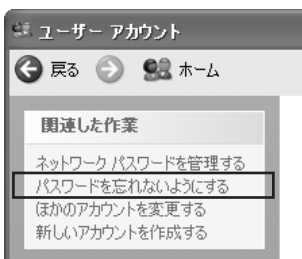 ユーザー アカウント
戻る ホーム
関連した作業
ネットワーク パスワードを管理する
パスワードを忘れないようにする
ほかのアカウントを変更する
新しいアカウントを作成する